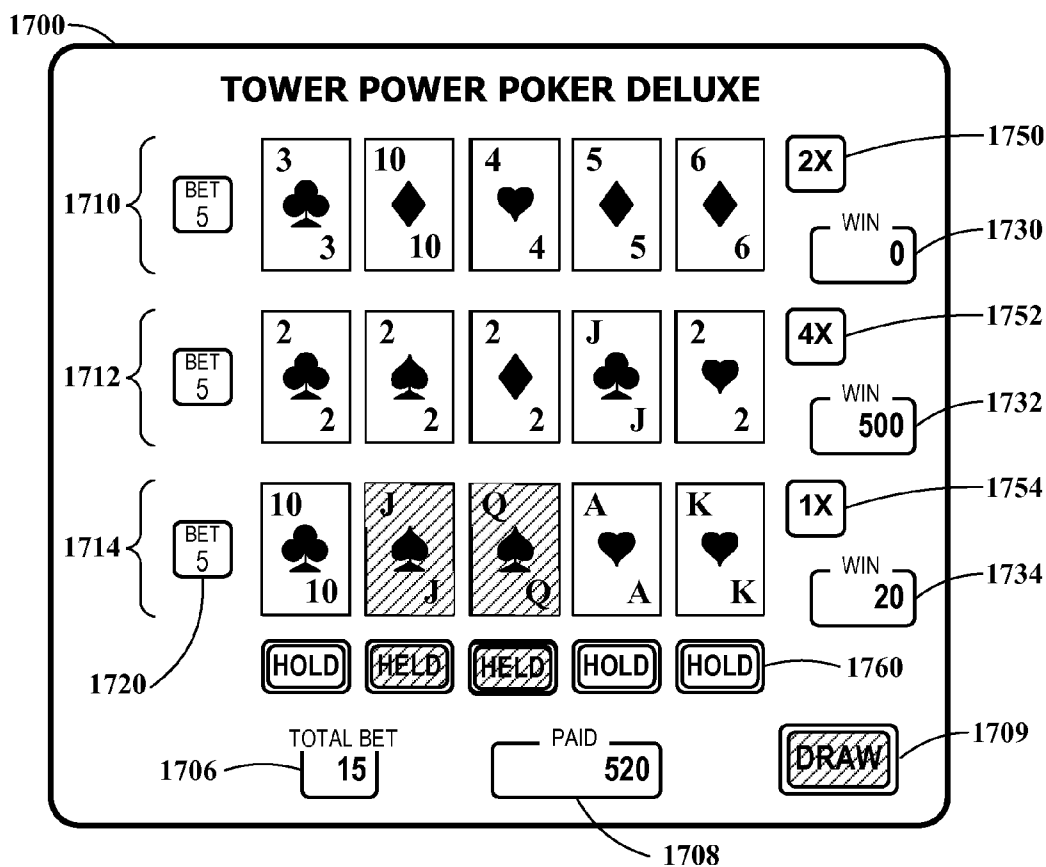 1700
TOWER POWER POKER DELUXE
3 10 4 5 6 2X 1750
1710 BET
5
3 10 4 5 6
WIN 1730
0
2 2 2 J 2 4X 1752
1712 BET
5
2 2 2 J 2
WIN 1732
500
10 J Q A K 1X 1754
1714 BET
5
10 J Q A K
WIN 1734
20
1720 HOLD HELD HELD HOLD HOLD 1760
TOTAL BET PAID
1706 15 520 DRAW 1709
1708